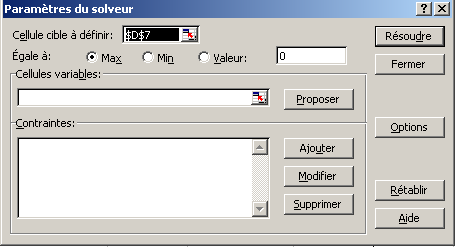 Paramètres du solveur
Cellule cible à définir: $D$7 Résoudre
Égale à: Max Min Valeur: 0 Fermer
Cellules variables:
Proposer
Contraintes: Options
Ajouter
Modifier
Supprimer Rétablir
Aide